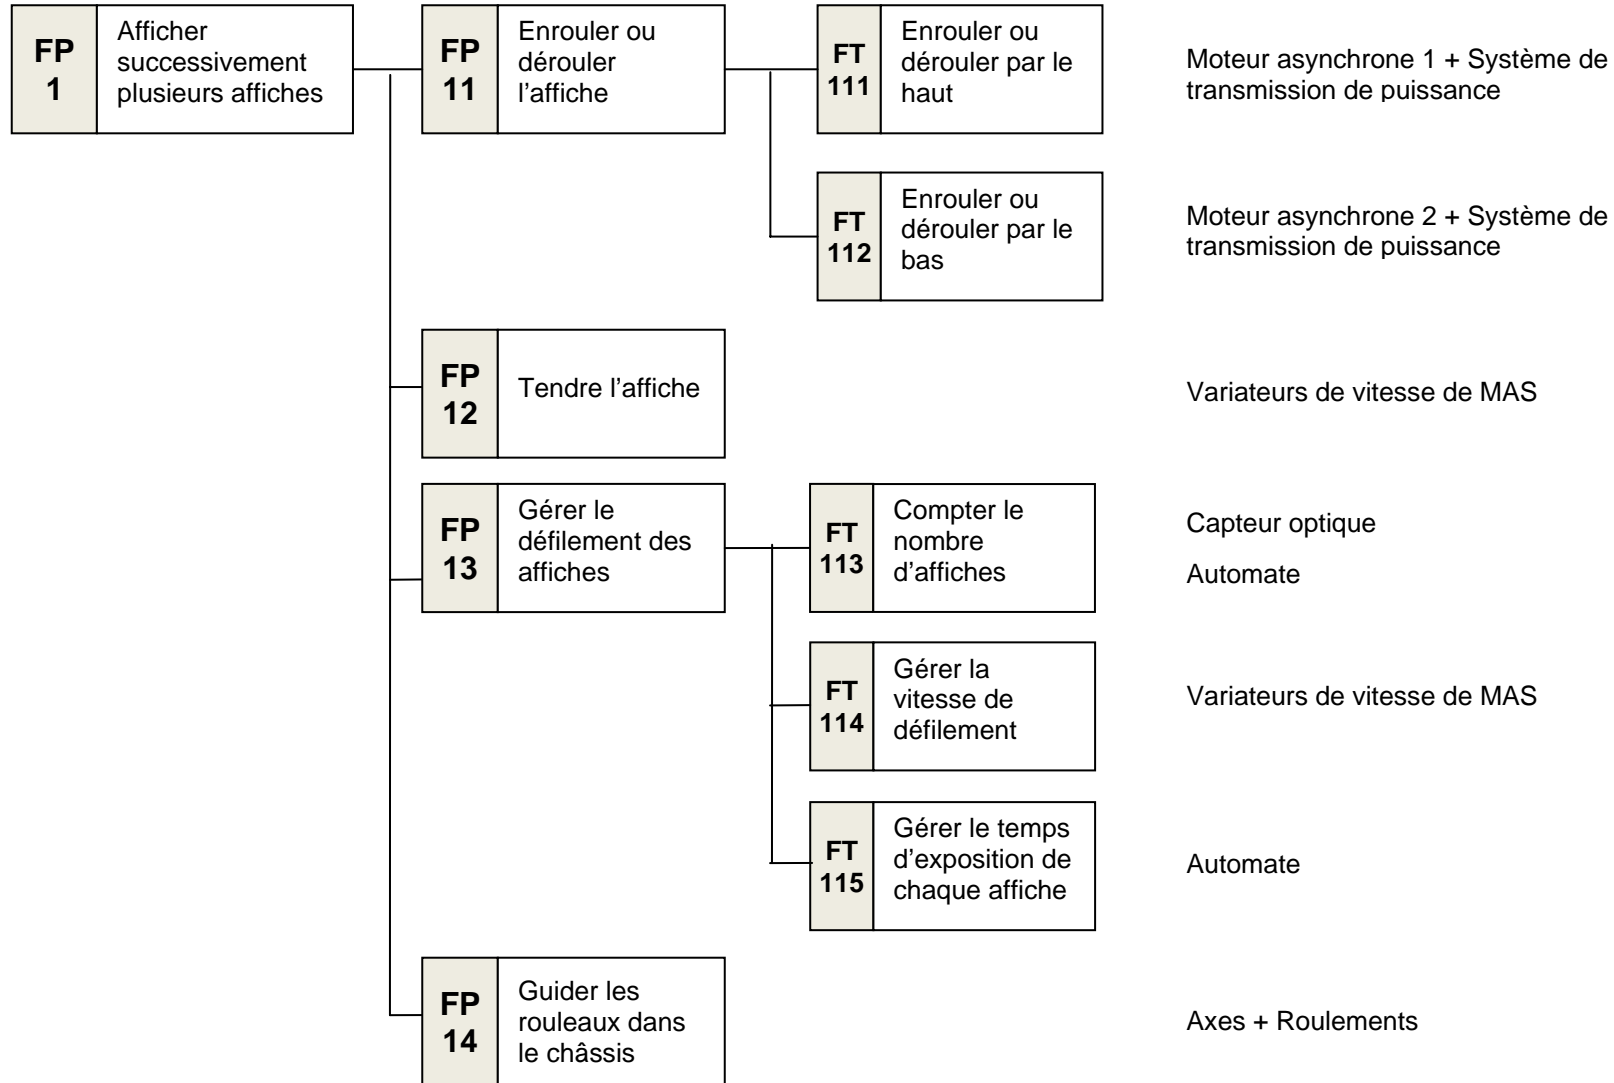 FP
1
Afficher
successivement
plusieurs affiches
FP
11
Enrouler ou
dérouler
l'affiche
FT
111
Enrouler ou
dérouler par le
haut
Moteur asynchrone 1 + Système de
transmission de puissance
FT
112
Enrouler ou
dérouler par le
bas
Moteur asynchrone 2 + Système de
transmission de puissance
FP
12
Tendre l'affiche
Variateurs de vitesse de MAS
FP
13
Gérer le
défilement des
affiches
FT
113
Compter le
nombre
d'affiches
Capteur optique
Automate
FT
114
Gérer la
vitesse de
défilement
Variateurs de vitesse de MAS
FT
115
Gérer le temps
d'exposition de
chaque affiche
Automate
FP
14
Guider les
rouleaux dans
le châssis
Axes + Roulements